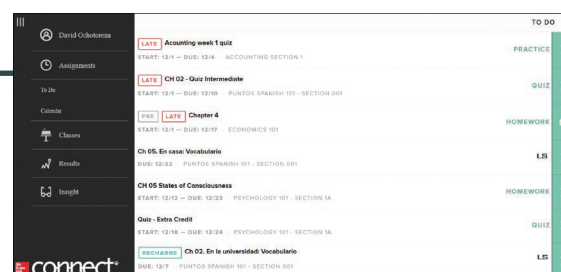 TO DO
David Ochotorena
Assignments
To Do
Calendar
Classes
Results
Insight
connect®
LATE Acounting week 1 quiz
START: 12/1 — DUE: 12/4 · ACCOUNTING SECTION 1
PRACTICE
LATE CH 02 - Quiz Intermediate
START: 12/1 — DUE: 12/10 · PUNTOS SPANISH 101 - SECTION 001
QUIZ
PRE LATE Chapter 4
START: 12/1 — DUE: 12/17 · ECONOMICS 101
HOMEWORK
Ch 05. En casa: Vocabulario
DUE: 12/22 · PUNTOS SPANISH 101 - SECTION 001
LS
CH 05 States of Consciousness
START: 12/12 — DUE: 12/23 · PSYCHOLOGY 101 - SECTION 1A
HOMEWORK
Quiz - Extra Credit
START: 12/18 — DUE: 12/24 · PSYCHOLOGY 101 - SECTION 1A
QUIZ
RECHARGE Ch 02. En la universidad: Vocabulario
DUE: 12/7 · PUNTOS SPANISH 101 - SECTION 001
LS